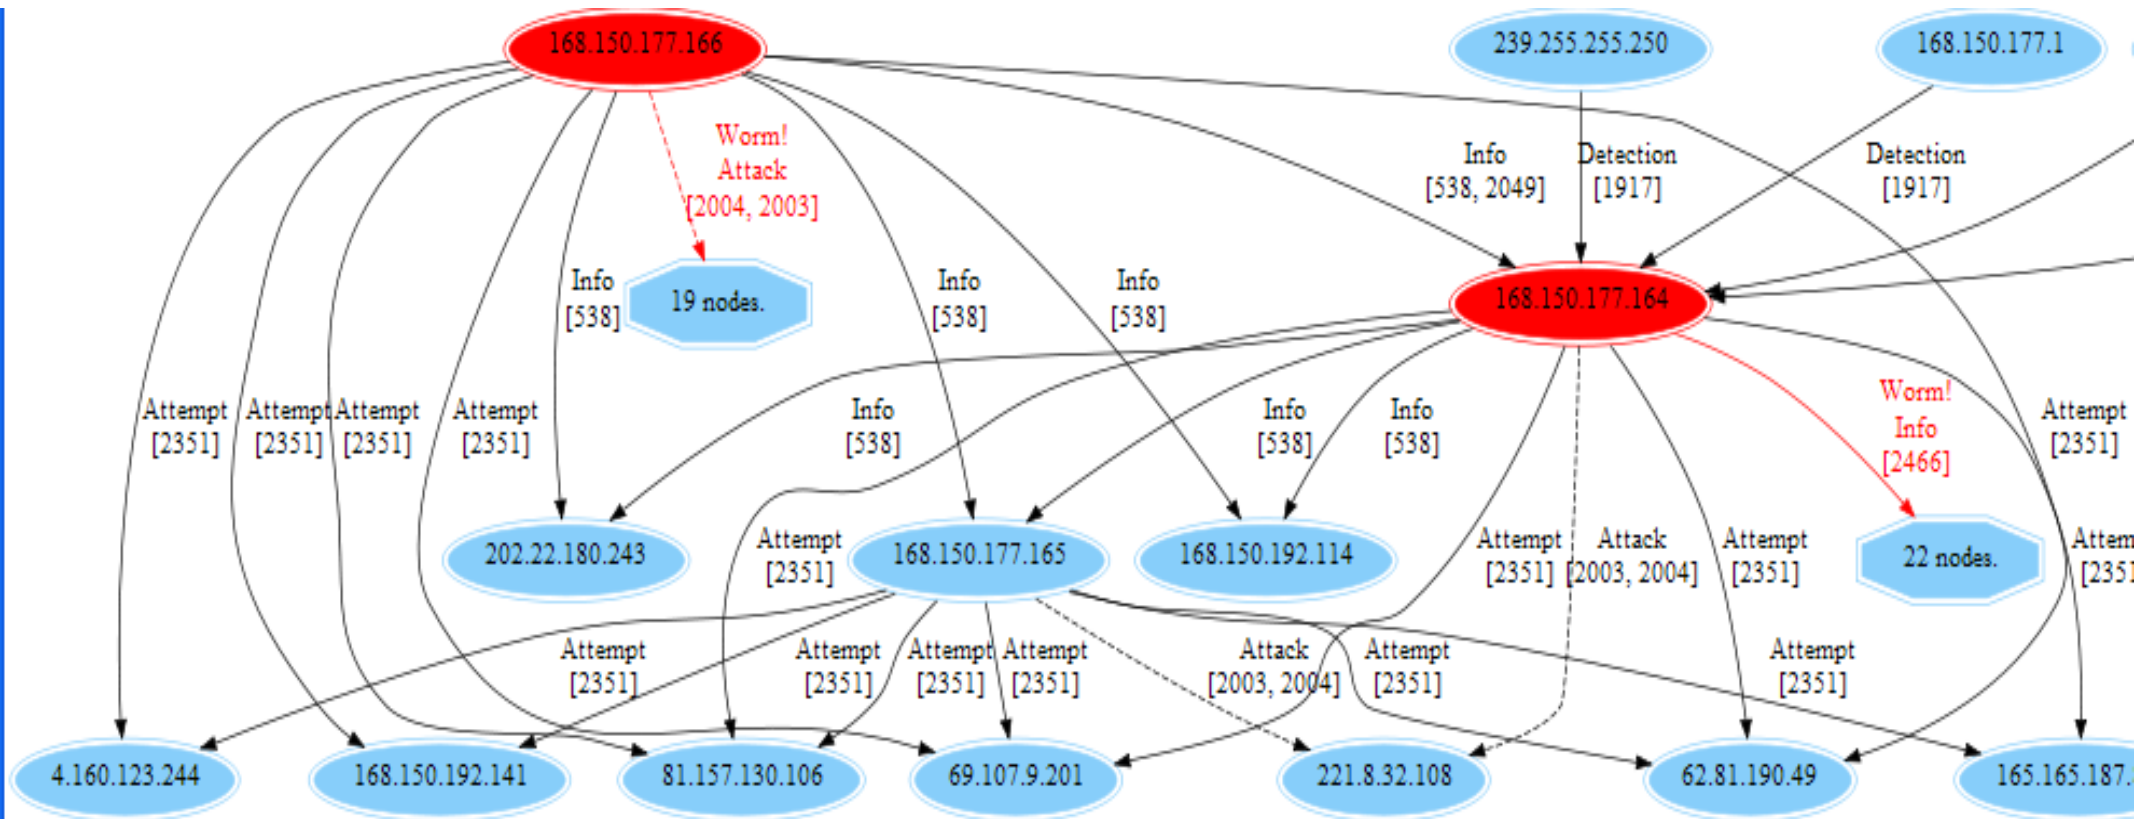 168.150.177.166
239.255.255.250
168.150.177.1
Worm!
Attack
[2004, 2003]
Info
[538, 2049]
Detection
[1917]
Detection
[1917]
Info
[538]
19 nodes.
Info
[538]
Info
[538]
168.150.177.164
Attempt
[2351]
Attempt
[2351]
Attempt
[2351]
Attempt
[2351]
Info
[538]
Info
[538]
Info
[538]
Worm!
Info
[2466]
Attempt
[2351]
202.22.180.243
Attempt
[2351]
168.150.177.165
168.150.192.114
Attempt
[2351]
Attack
[2003, 2004]
Attempt
[2351]
22 nodes.
Attem
[2351
Attempt
[2351]
Attempt
[2351]
Attempt
[2351]
Attempt
[2351]
Attack
[2003, 2004]
Attempt
[2351]
Attempt
[2351]
4.160.123.244
168.150.192.141
81.157.130.106
69.107.9.201
221.8.32.108
62.81.190.49
165.165.187.